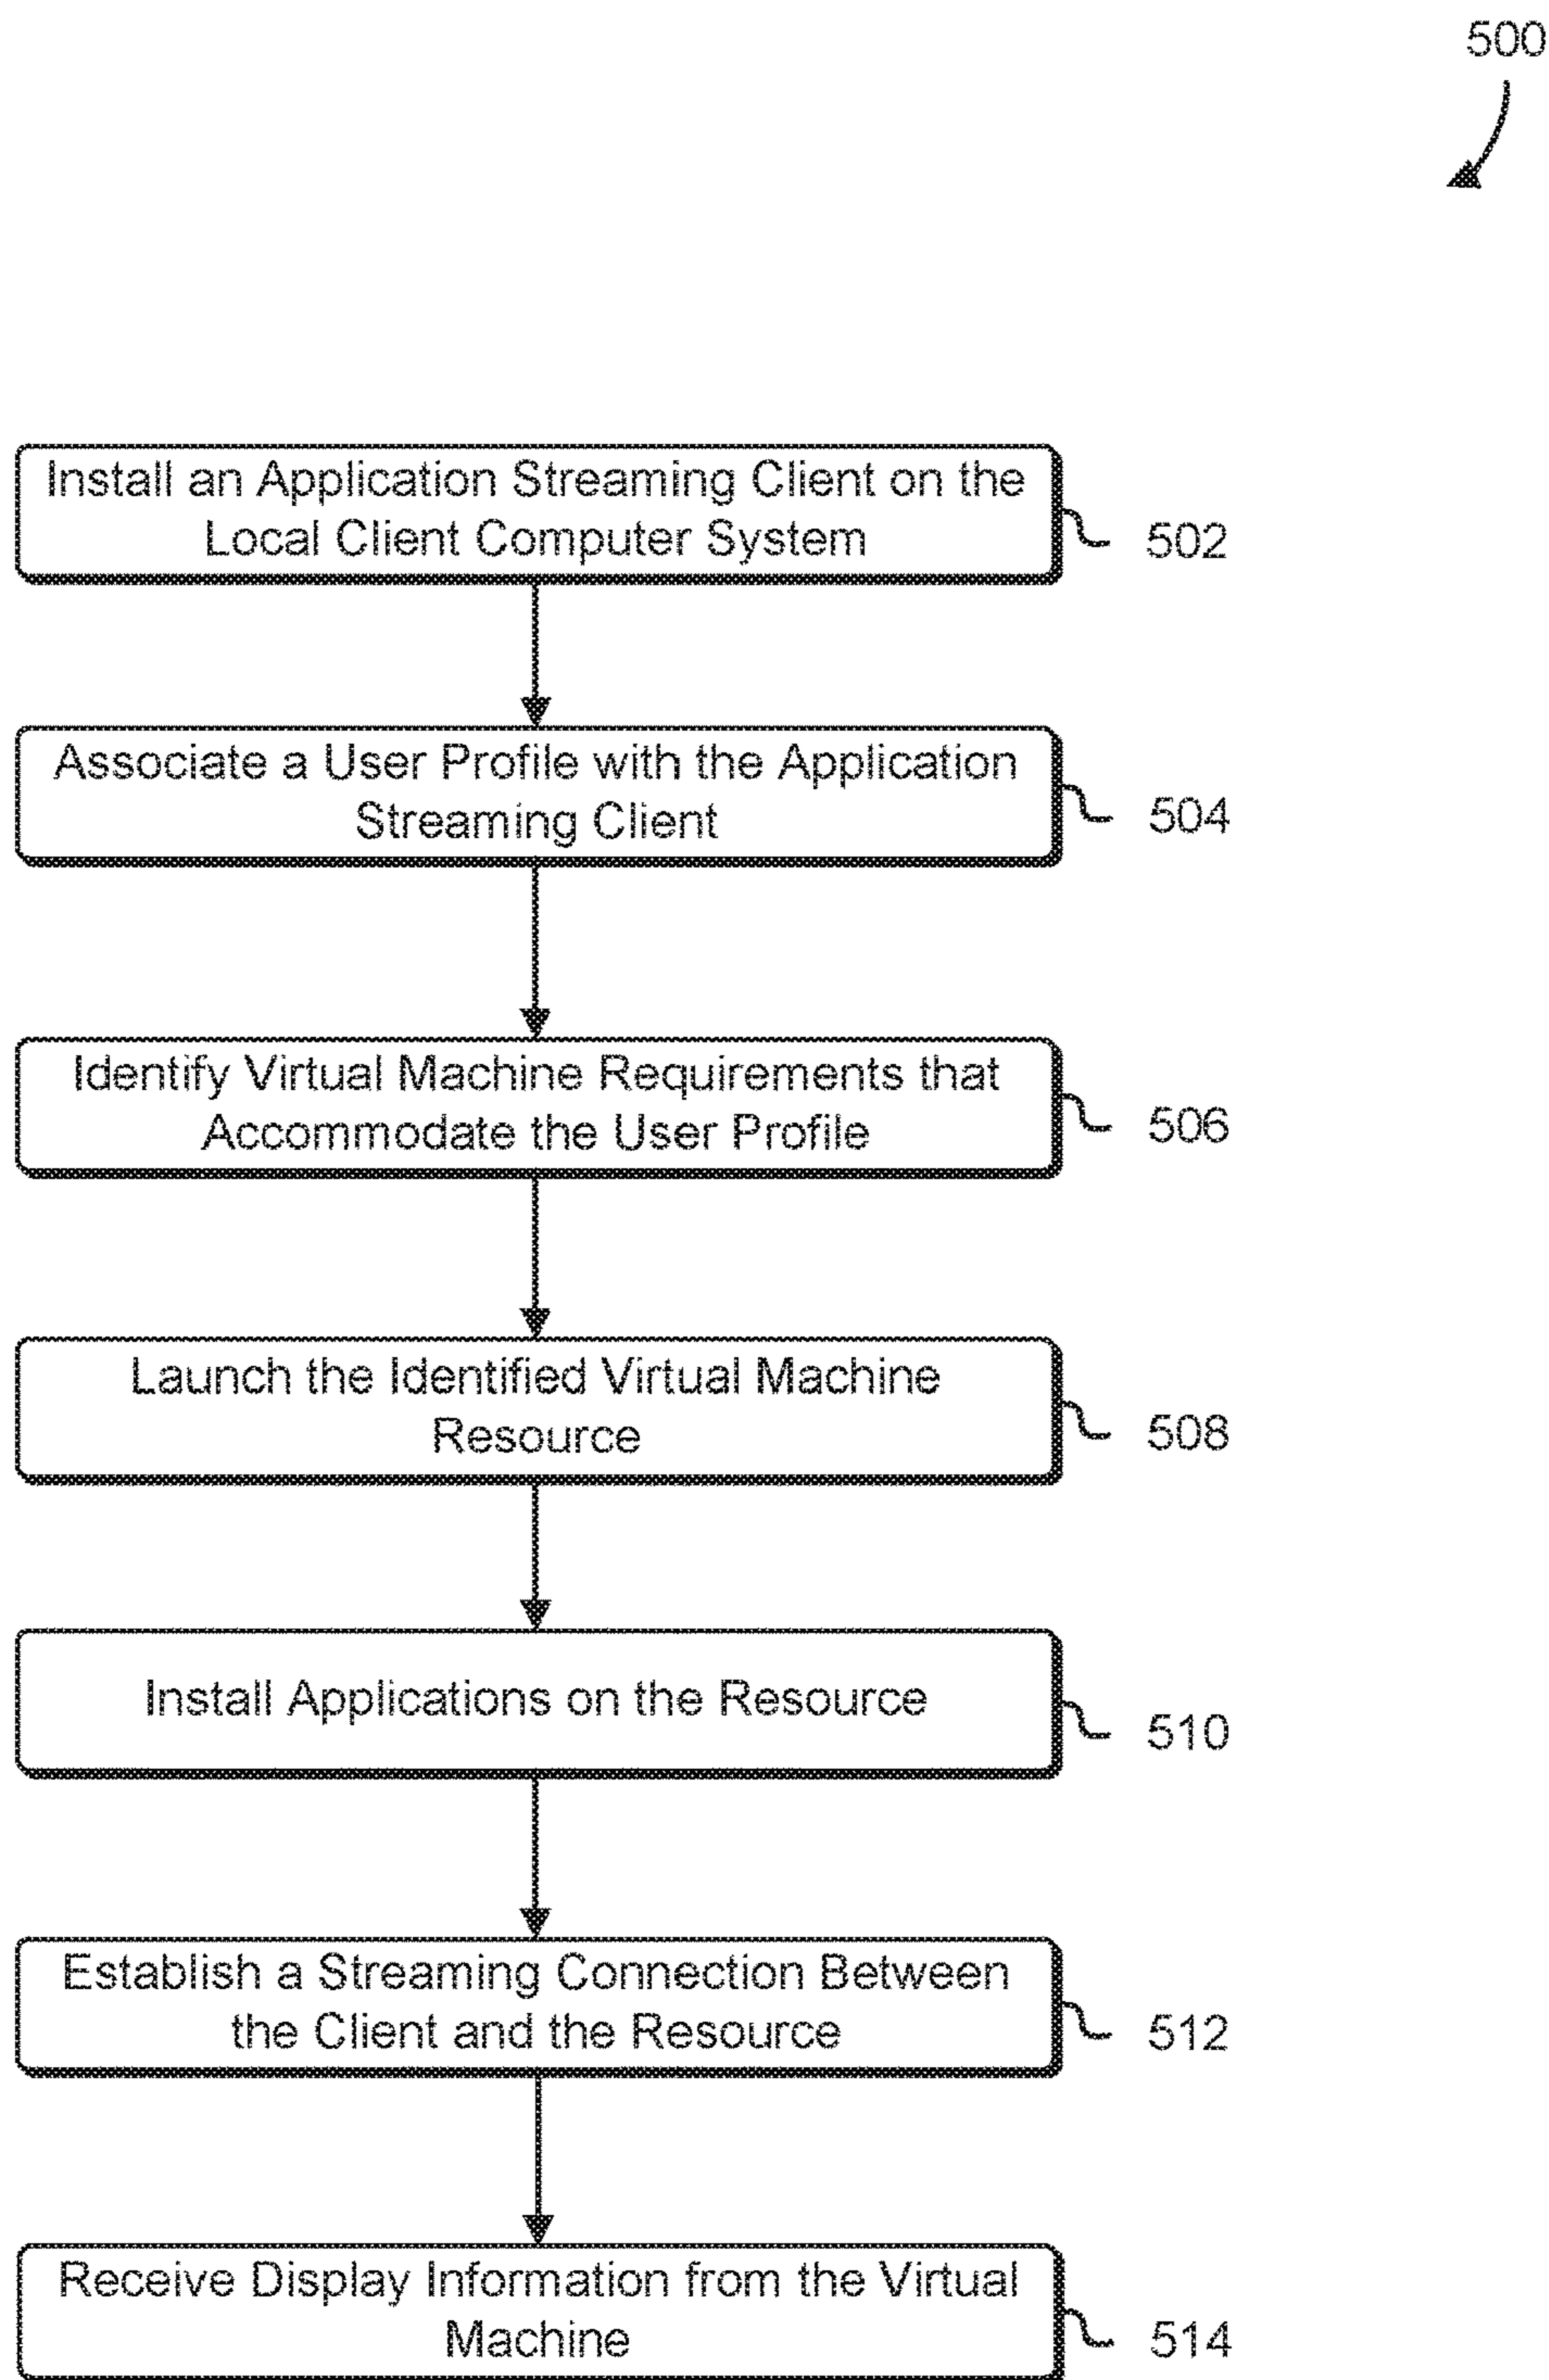 500
Install an Application Streaming Client on the
Local Client Computer System
502
Associate a User Profile with the Application
Streaming Client
504
Identify Virtual Machine Requirements that
Accommodate the User Profile
506
Launch the Identified Virtual Machine
Resource
508
Install Applications on the Resource
510
Establish a Streaming Connection Between
the Client and the Resource
512
Receive Display Information from the Virtual
Machine
514